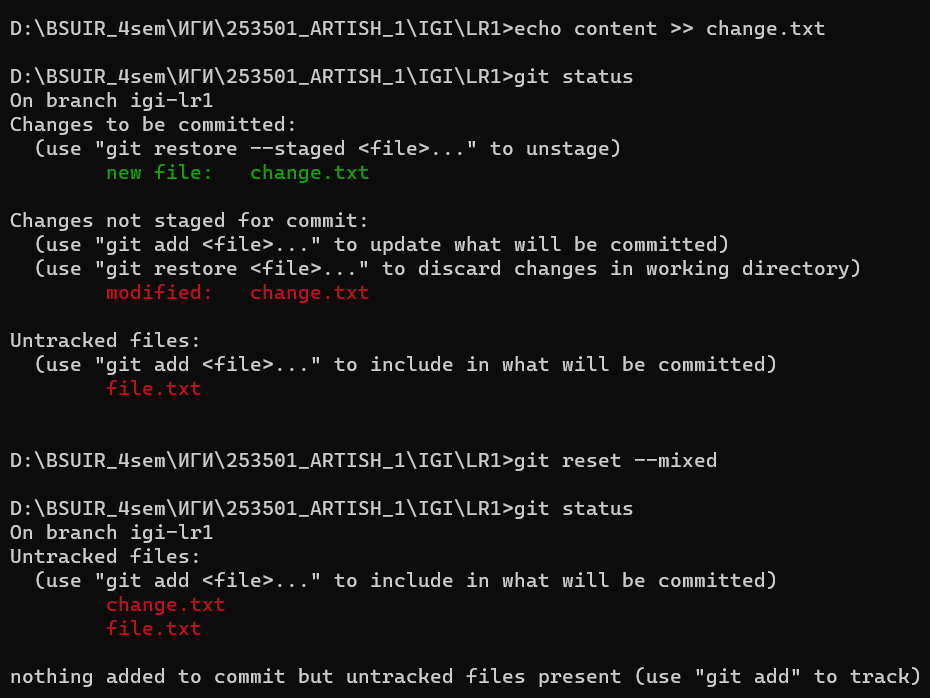 D:\BSUIR_4sem\ИГИ\253501_ARTISH_1\IGI\LR1>echo content >> change.txt
D:\BSUIR_4sem\ИГИ\253501_ARTISH_1\IGI\LR1>git status
On branch igi-lr1
Changes to be committed:
  (use "git restore --staged <file>..." to unstage)
        new file:   change.txt
Changes not staged for commit:
  (use "git add <file>..." to update what will be committed)
  (use "git restore <file>..." to discard changes in working directory)
        modified:   change.txt
Untracked files:
  (use "git add <file>..." to include in what will be committed)
        file.txt
D:\BSUIR_4sem\ИГИ\253501_ARTISH_1\IGI\LR1>git reset --mixed
D:\BSUIR_4sem\ИГИ\253501_ARTISH_1\IGI\LR1>git status
On branch igi-lr1
Untracked files:
  (use "git add <file>..." to include in what will be committed)
        change.txt
        file.txt
nothing added to commit but untracked files present (use "git add" to track)